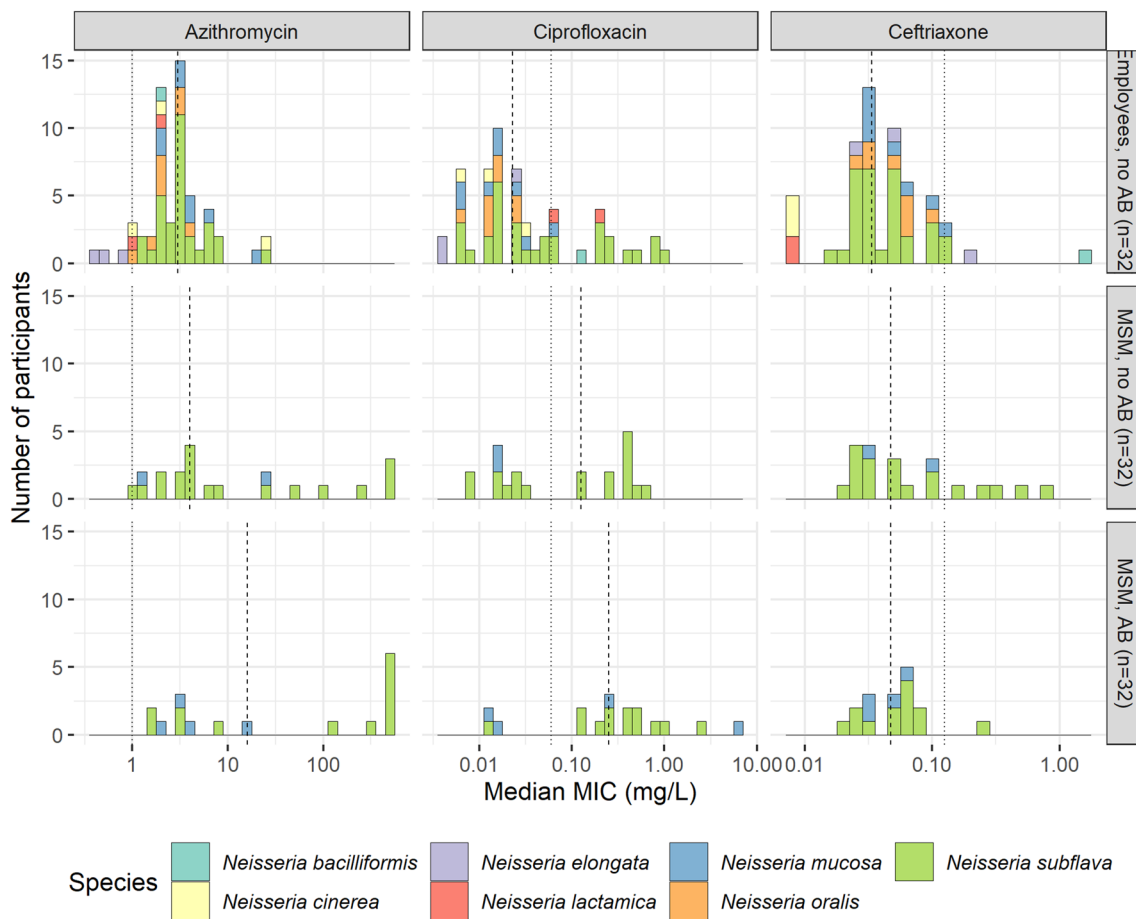 Azithromycin
Ciprofloxacin
Ceftriaxone
15
10
5
0
Employees, no AB (n=32
15
10
5
0
MSM, no AB (n=32)
15
10
5
0
MSM, AB (n=32)
Number of participants
1
10
100
0.01
0.10
1.00
10.00
0.01
0.10
1.00
Median MIC (mg/L)
Species
Neisseria bacilliformis
Neisseria elongata
Neisseria mucosa
Neisseria subflava
Neisseria cinerea
Neisseria lactamica
Neisseria oralis